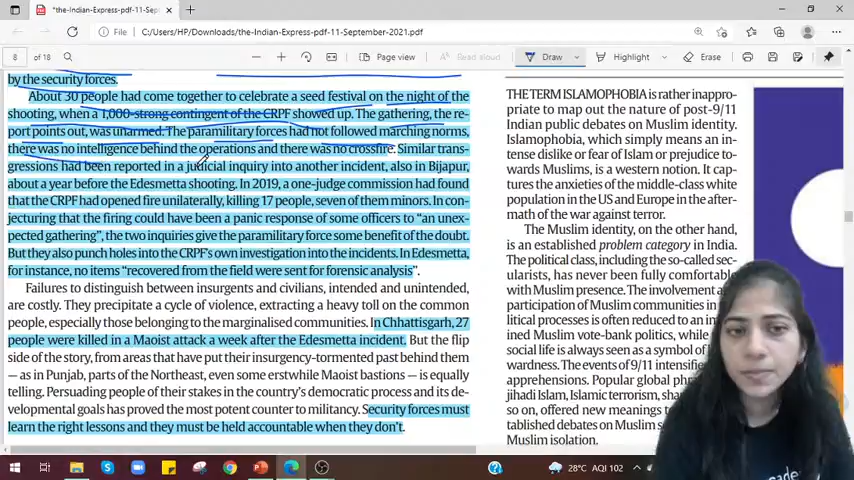 *the-Indian-Express-pdf-11-Sept
File
C:/Users/HP/Downloads/the-Indian-Express-pdf-11-September-2021.pdf
8
of 18
Page view
Read aloud
Draw
Highlight
Erase
by the security forces.
About 30 people had come together to celebrate a seed festival on the night of the
shooting, when a 1,000-strong contingent of the CRPF showed up. The gathering, the re-
port points out, was unarmed. The paramilitary forces had not followed marching norms,
there was no intelligence behind the operations and there was no crossfire. Similar trans-
gressions had been reported in a judicial inquiry into another incident, also in Bijapur,
about a year before the Edesmetta shooting. In 2019, a one-judge commission had found
that the CRPF had opened fire unilaterally, killing 17 people, seven of them minors. In con-
jecturing that the firing could have been a panic response of some officers to “an unex-
pected gathering”, the two inquiries give the paramilitary force some benefit of the doubt.
But they also punch holes into the CRPF’s own investigation into the incidents. In Edesmetta,
for instance, no items “recovered from the field were sent for forensic analysis”.
Failures to distinguish between insurgents and civilians, intended and unintended,
are costly. They precipitate a cycle of violence, extracting a heavy toll on the common
people, especially those belonging to the marginalised communities. In Chhattisgarh, 27
people were killed in a Maoist attack a week after the Edesmetta incident. But the flip
side of the story, from areas that have put their insurgency-tormented past behind them
— as in Punjab, parts of the Northeast, even some erstwhile Maoist bastions — is equally
telling. Persuading people of their stakes in the country’s democratic process and its de-
velopmental goals has proved the most potent counter to militancy. Security forces must
learn the right lessons and they must be held accountable when they don’t.
THE TERM ISLAMOPHOBIA is rather inappro-
priate to map out the nature of post-9/11
Indian public debates on Muslim identity.
Islamophobia, which simply means an in-
tense dislike or fear of Islam or prejudice to-
wards Muslims, is a western notion. It cap-
tures the anxieties of the middle-class white
population in the US and Europe in the after-
math of the war against terror.
The Muslim identity, on the other hand,
is an established problem category in India.
The political class, including the so-called sec-
ularists, has never been fully comfortable
with Muslim presence. The involvement a
participation of Muslim communities in p
litical processes is often reduced to an in
ined Muslim vote-bank politics, while
social life is always seen as a symbol of
wardness. The events of 9/11 intensifie
apprehensions. Popular global phr
jihadi Islam, Islamic terrorism, sha
so on, offered new meanings to
tablished debates on Muslim s
Muslim isolation.
28°C AQI 102